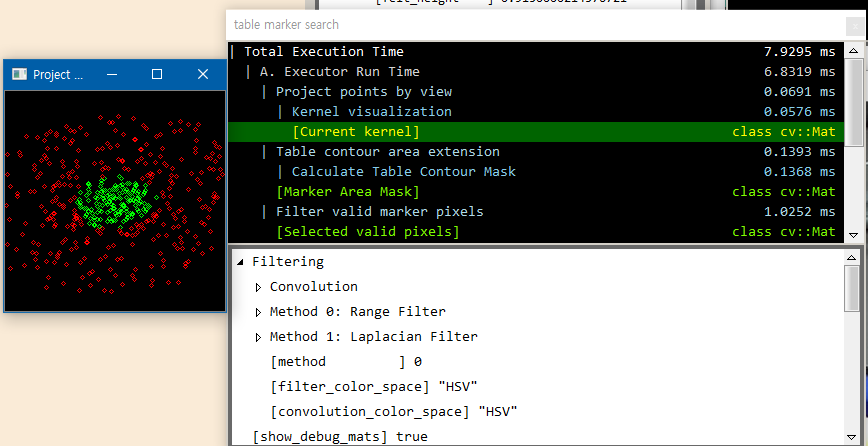 table marker search
Project ...
| Total Execution Time 7.9295 ms
| A. Executor Run Time 6.8319 ms
| Project points by view 0.0691 ms
| Kernel visualization 0.0576 ms
[Current kernel] class cv::Mat
| Table contour area extension 0.1393 ms
| Calculate Table Contour Mask 0.1368 ms
[Marker Area Mask] class cv::Mat
| Filter valid marker pixels 1.0252 ms
[Selected valid pixels] class cv::Mat
Filtering
Convolution
Method 0: Range Filter
Method 1: Laplacian Filter
[method ] 0
[filter_color_space] "HSV"
[convolution_color_space] "HSV"
[show_debug_mats] true